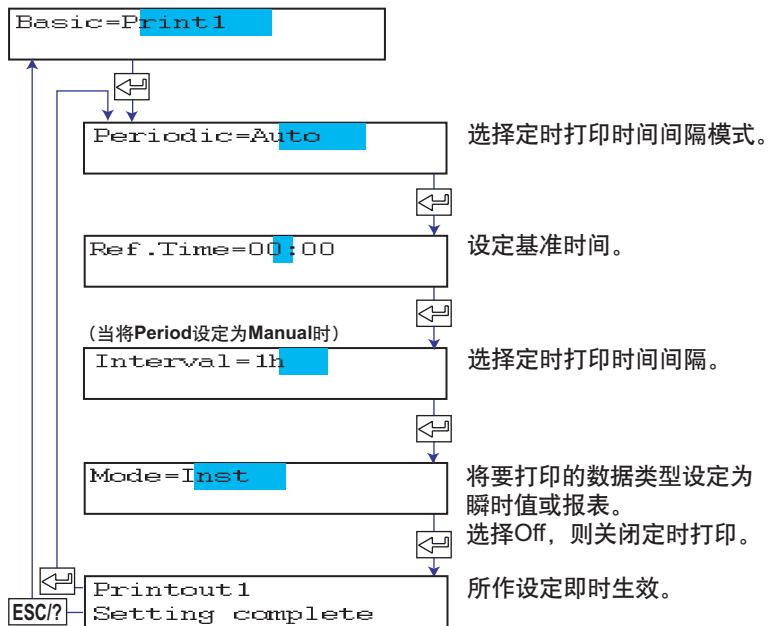 Basic=Print1
Periodic=Auto
选择定时打印时间间隔模式。
Ref.Time=00:00
设定基准时间。
（当将Period设定为Manual时）
Interval=1h
选择定时打印时间间隔。
Mode=Inst
将要打印的数据类型设定为
瞬时值或报表。
选择Off，则关闭定时打印。
Printout1
所作设定即时生效。
ESC/?
Setting complete